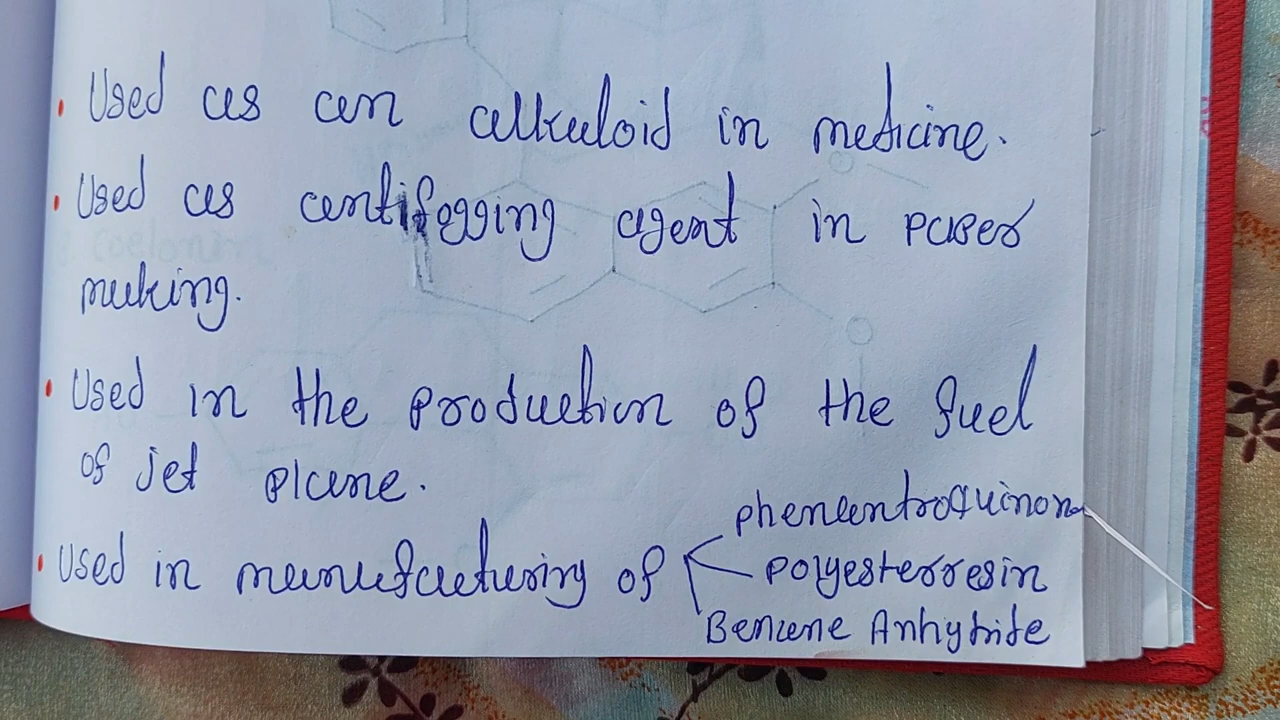 • Used as an alkaloid in medicine.
• Used as antifogging agent in paper
making.
• Used in the production of the fuel
of jet plane.
• Used in manufacturing of
phenantroquinon
polyesterresin
Benzene Anhydride